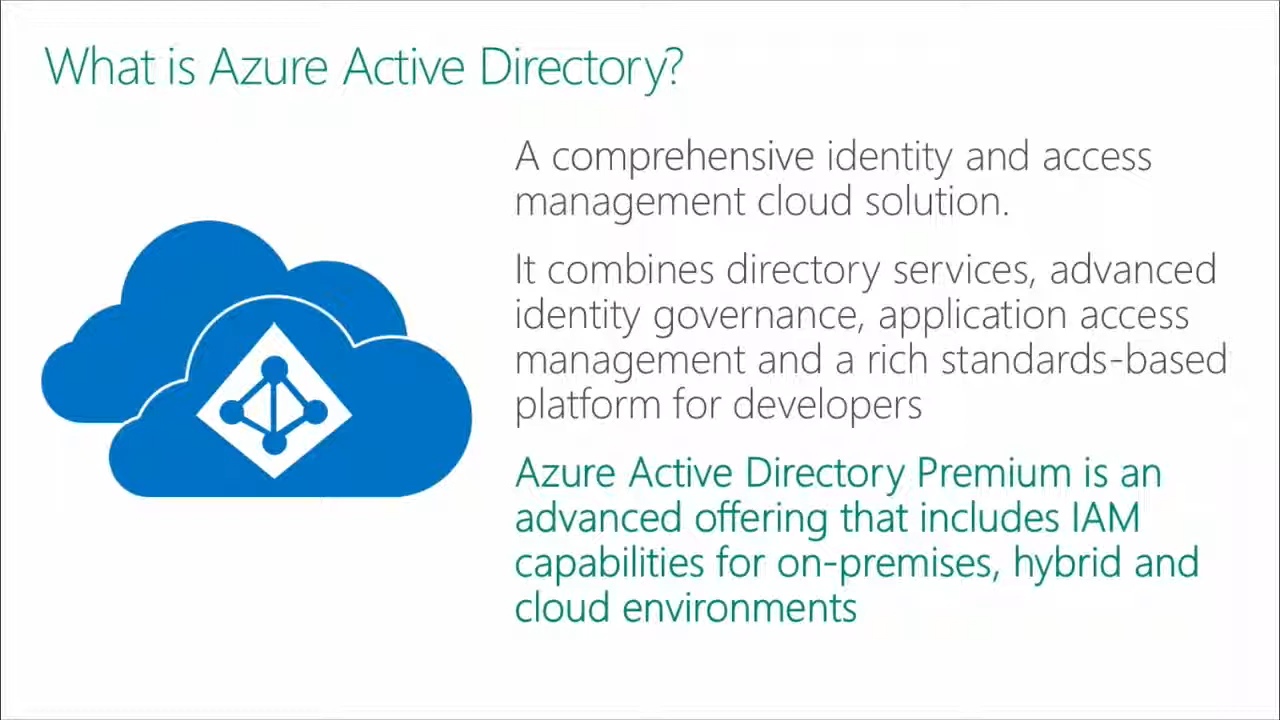 What is Azure Active Directory?
A comprehensive identity and access
management cloud solution.
It combines directory services, advanced
identity governance, application access
management and a rich standards-based
platform for developers
Azure Active Directory Premium is an
advanced offering that includes IAM
capabilities for on-premises, hybrid and
cloud environments